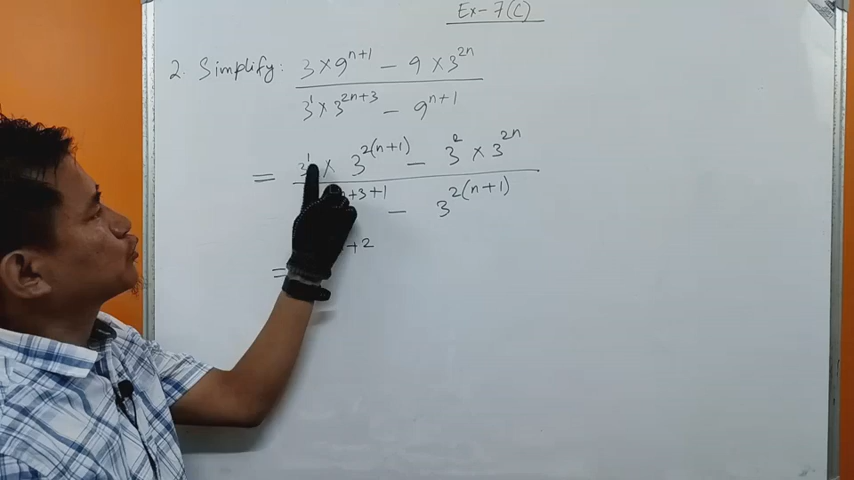 Ex-7(C)
2. Simplify: 3×9^{n+1} - 9×3^{2n}
3^1×3^{2n+3} - 9^{n+1}
= 3^1 × 3^{2(n+1)} - 3^2 × 3^{2n}
+3+1 - 3^{2(n+1)}
= +2